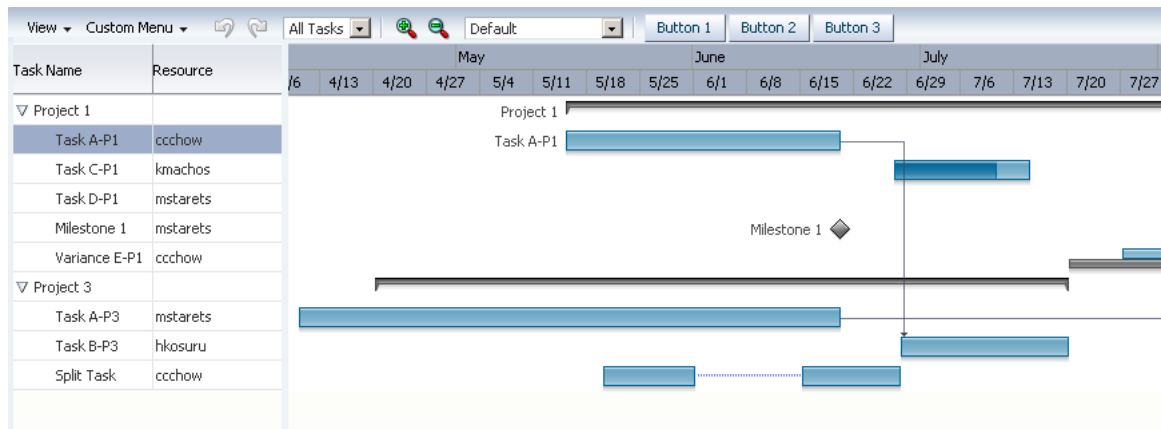 View Custom Menu All Tasks Default Button 1 Button 2 Button 3
Task Name Resource
May June July
/6 4/13 4/20 4/27 5/4 5/11 5/18 5/25 6/1 6/8 6/15 6/22 6/29 7/6 7/13 7/20 7/27
Project 1 Project 1
Task A-P1 ccchow Task A-P1
Task C-P1 kmachos
Task D-P1 mstarets
Milestone 1 mstarets Milestone 1
Variance E-P1 ccchow
Project 3
Task A-P3 mstarets
Task B-P3 hkosuru
Split Task ccchow